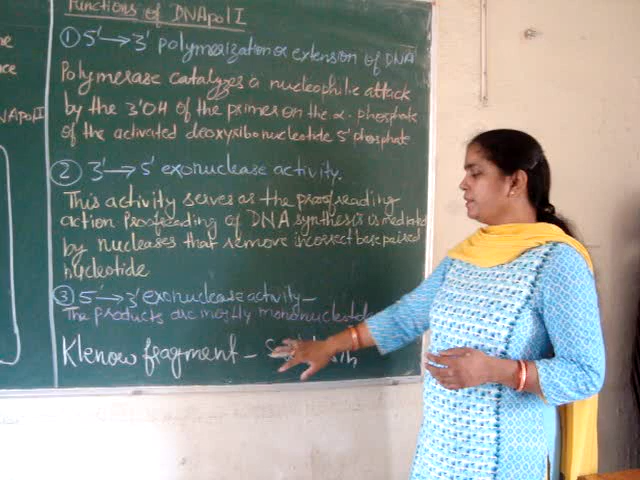 Functions of DNA pol I
① 5' → 3' polymerization or extension of DNA
Polymerase catalyzes a nucleophilic attack
by the 3'OH of the primer on the α-phosphate
of the activated deoxyribonucleotide 5' phosphate
② 3' → 5' exonuclease activity.
This activity serves as the proofreading
action Proofreading of DNA synthesis is mediated
by nucleases that remove incorrect base paired
nucleotide
③ 5' → 3' exonuclease activity –
The products are mostly mononucleotide
Klenow fragment –